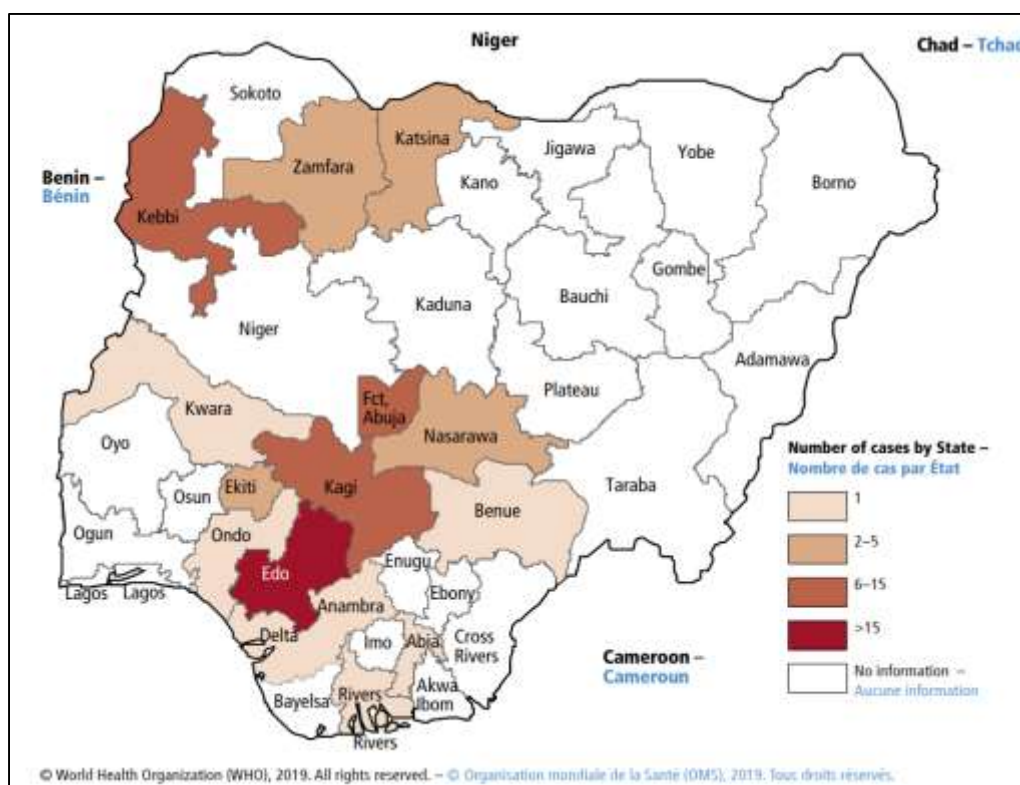 Niger
Chad – Tchad
Sokoto
Katsina
Zamfara
Jigawa
Yobe
Kano
Borno
Benin –
Bénin
Kebbi
Gombe
Bauchi
Kaduna
Niger
Adamawa
Plateau
Fct,
Abuja
Kwara
Nasarawa
Oyo
Number of cases by State –
Nombre de cas par État
Taraba
Ekiti
Kagi
Osun
1
Benue
Ogun
Ondo
2–5
Enugu
Edo
Lagos
Lagos
Ebony
6–15
Anambra
Delta
Imo
Abia
Cross
Rivers
>15
Cameroon –
Cameroun
No information –
Aucune information
Bayelsa
Rivers
Akwa
Ibom
Rivers
© World Health Organization (WHO), 2019. All rights reserved. – © Organisation mondiale de la Santé (OMS), 2019. Tous droits réservés.